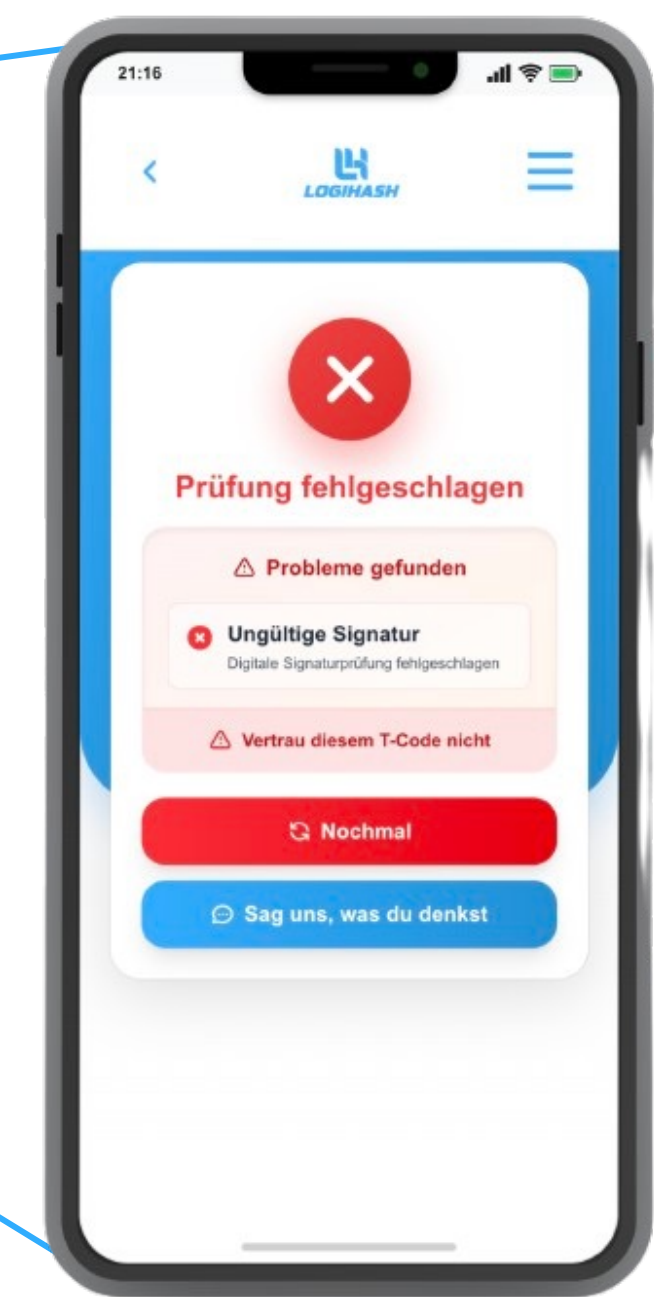 21:16
LOGIHASH
Prüfung fehlgeschlagen
Probleme gefunden
Ungültige Signatur
Digitale Signaturprüfung fehlgeschlagen
Vertrau diesem T-Code nicht
Nochmal
Sag uns, was du denkst